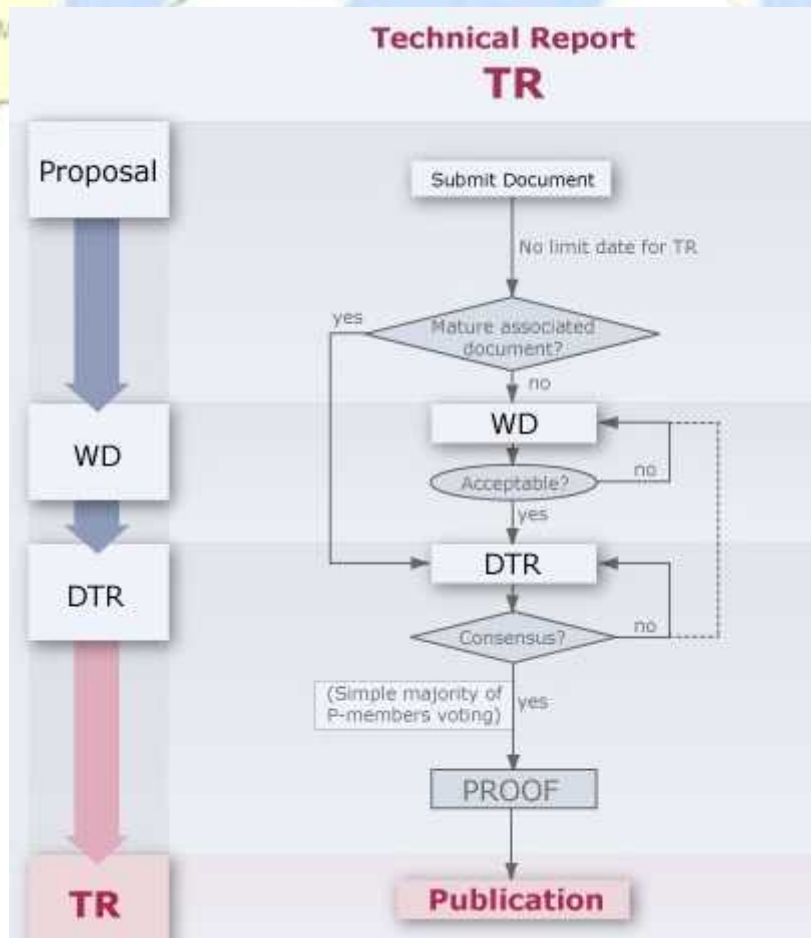 Technical Report
TR
Proposal
Submit Document
No limit date for TR
yes
Mature associated
document?
no
WD
WD
Acceptable?
no
yes
DTR
DTR
Consensus?
no
(Simple majority of
P-members voting)
yes
PROOF
TR
Publication